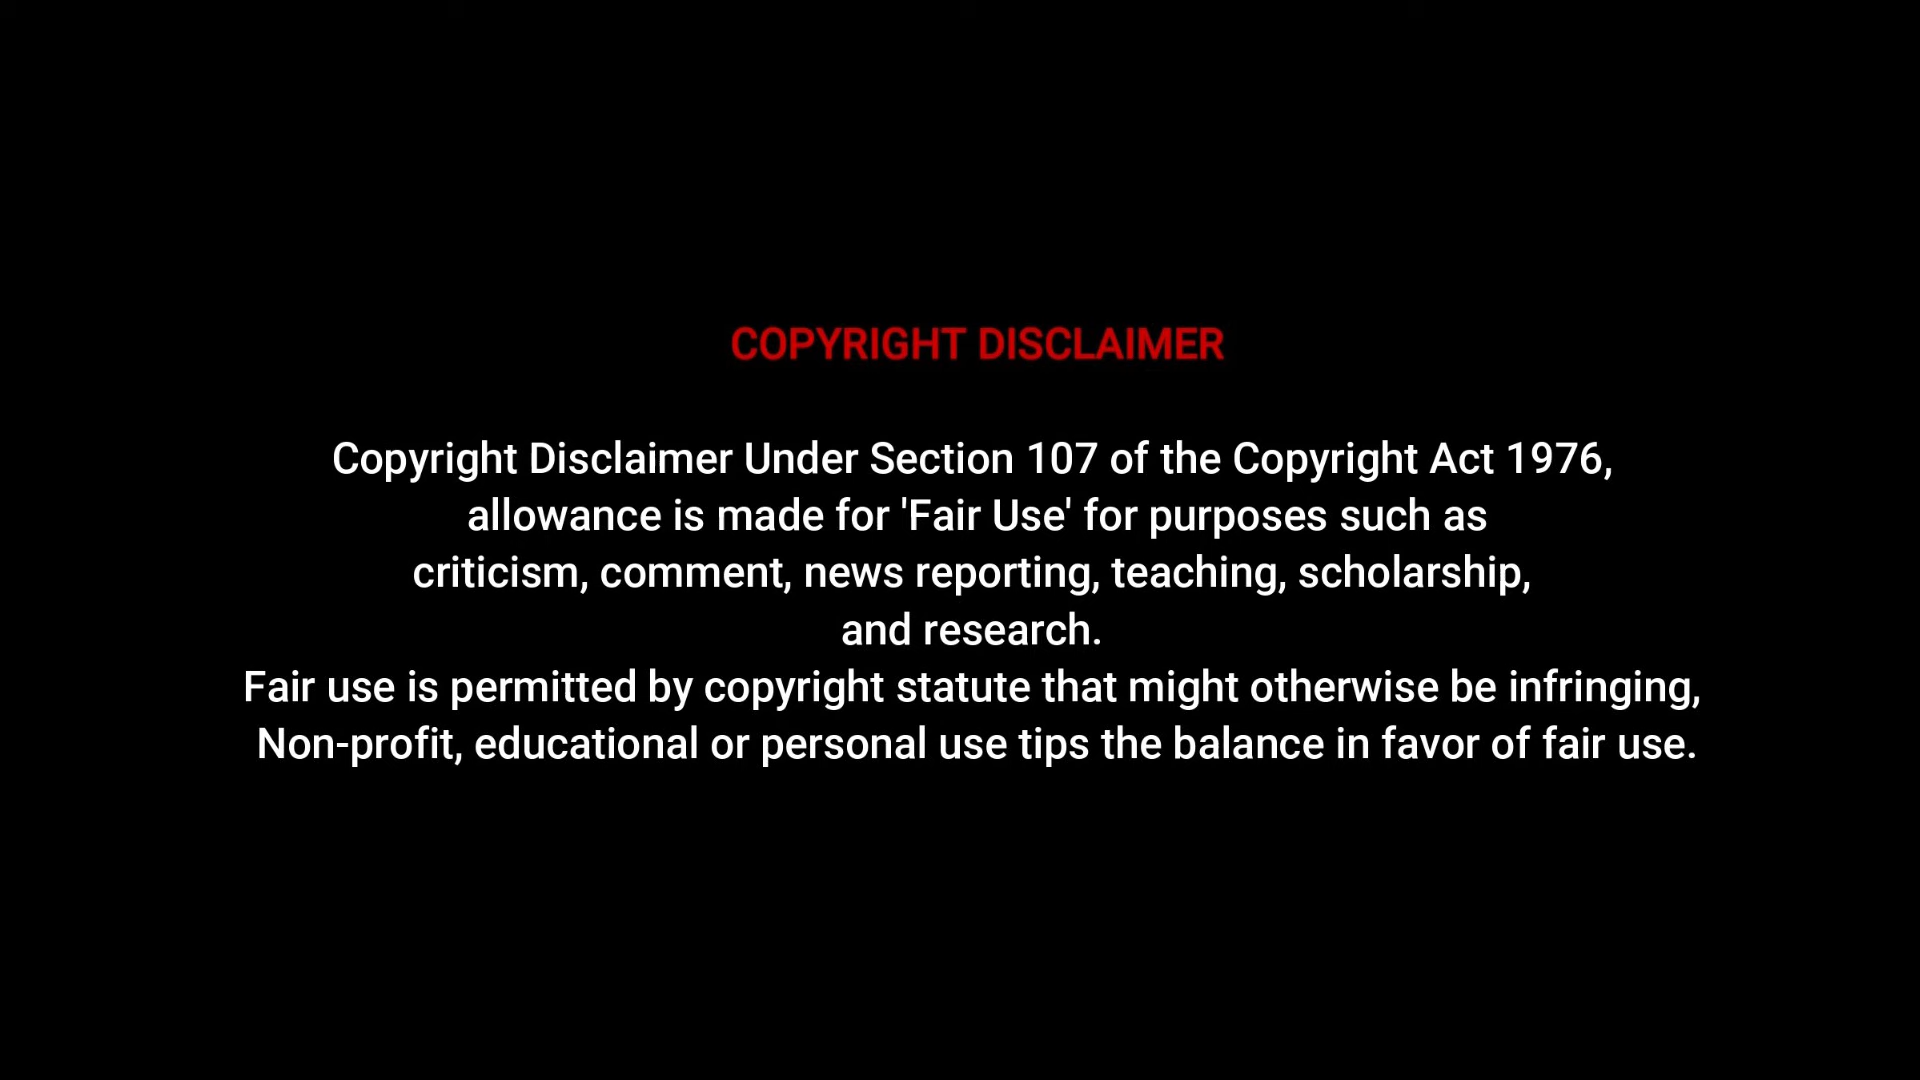 COPYRIGHT DISCLAIMER
Copyright Disclaimer Under Section 107 of the Copyright Act 1976,
allowance is made for 'Fair Use' for purposes such as
criticism, comment, news reporting, teaching, scholarship,
and research.
Fair use is permitted by copyright statute that might otherwise be infringing,
Non-profit, educational or personal use tips the balance in favor of fair use.